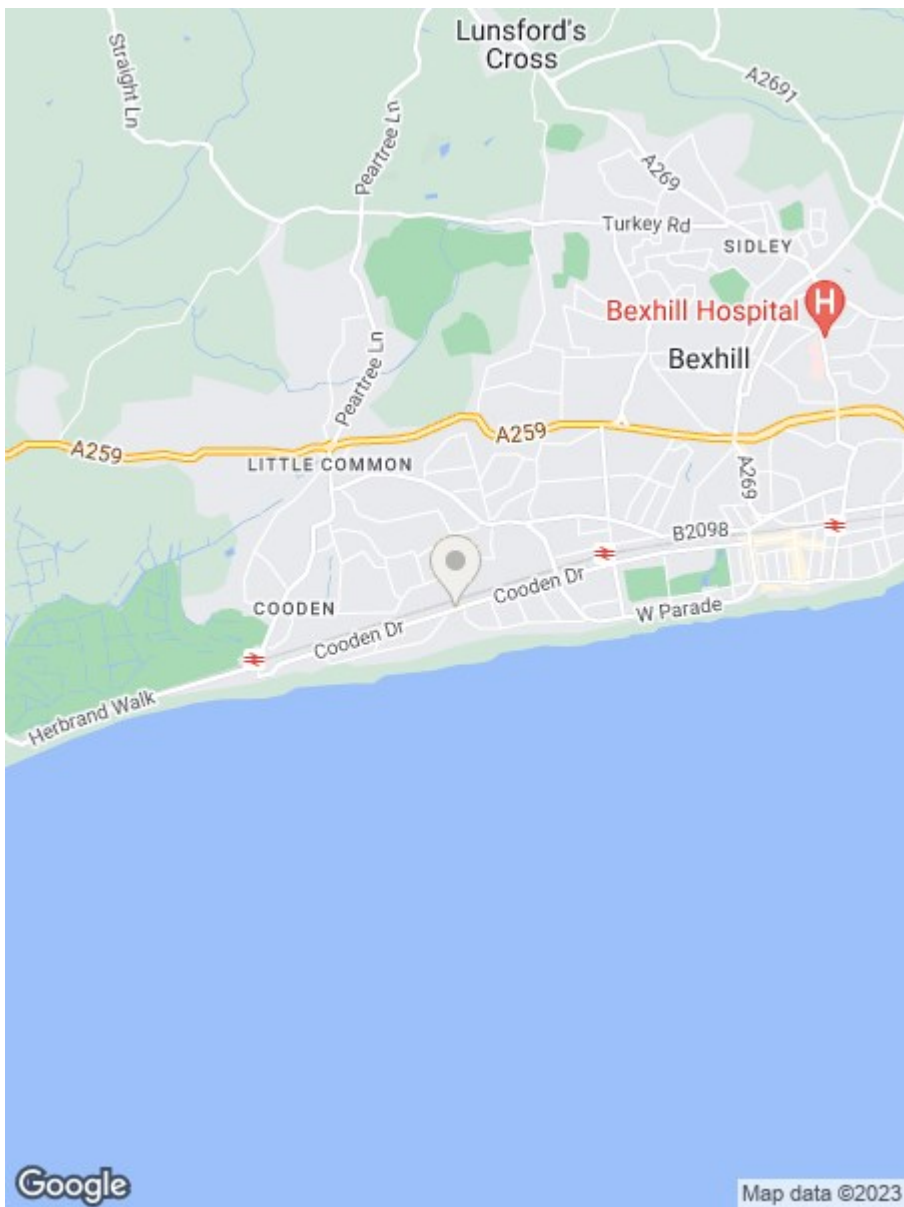 Lunsford's
Cross
Straight Ln
A2691
Peartree Ln
A269
Turkey Rd
SIDLEY
Bexhill Hospital
H
Bexhill
Peartree Ln
A259
A259
LITTLE COMMON
A269
B2098
Cooden Dr
COODEN
W Parade
Cooden Dr
Herbrand Walk
Google
Map data ©2023